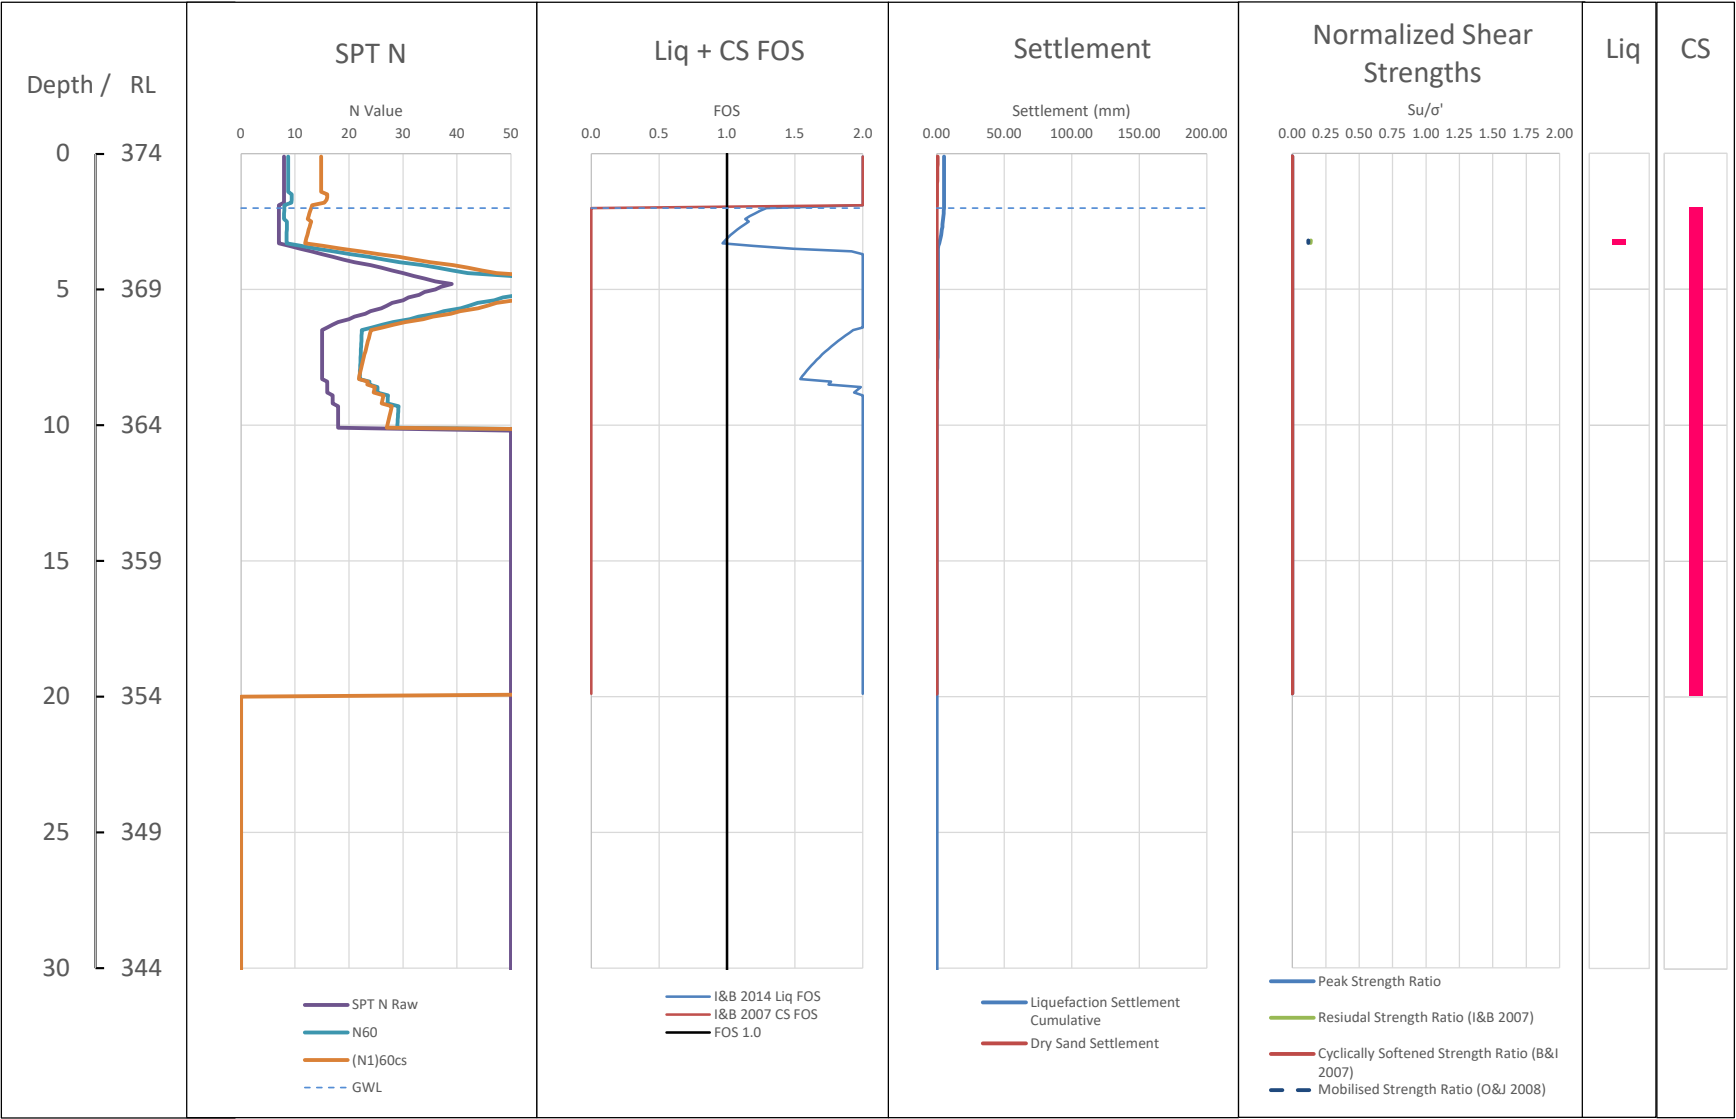 Depth / RL
0 374
5 369
10 364
15 359
20 354
25 349
30 344
SPT N
N Value
0 10 20 30 40 50
SPT N Raw
N60
(N1)60cs
GWL
Liq + CS FOS
FOS
0.0 0.5 1.0 1.5 2.0
I&B 2014 Liq FOS
I&B 2007 CS FOS
FOS 1.0
Settlement
Settlement (mm)
0.00 50.00 100.00 150.00 200.00
Liquefaction Settlement
Cumulative
Dry Sand Settlement
Normalized Shear
Strengths
Su/σ'
0.00 0.25 0.50 0.75 1.00 1.25 1.50 1.75 2.00
Peak Strength Ratio
Resiudal Strength Ratio (I&B 2007)
Cyclically Softened Strength Ratio (B&I
2007)
Mobilised Strength Ratio (O&J 2008)
Liq
CS